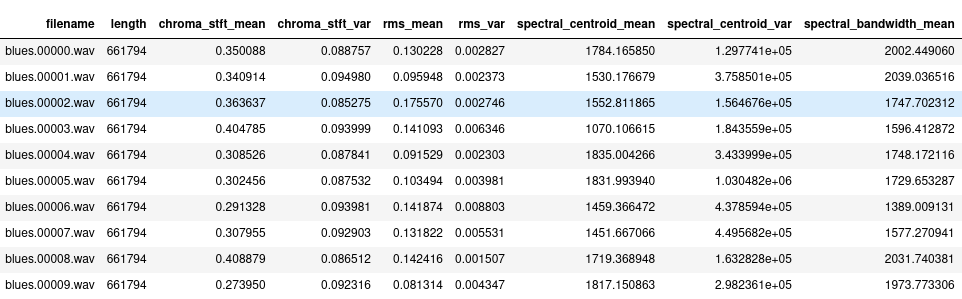 filename length chroma_stft_mean chroma_stft_var rms_mean rms_var spectral_centroid_mean spectral_centroid_var spectral_bandwidth_mean
blues.00000.wav 661794 0.350088 0.088757 0.130228 0.002827 1784.165850 1.297741e+05 2002.449060
blues.00001.wav 661794 0.340914 0.094980 0.095948 0.002373 1530.176679 3.758501e+05 2039.036516
blues.00002.wav 661794 0.363637 0.085275 0.175570 0.002746 1552.811865 1.564676e+05 1747.702312
blues.00003.wav 661794 0.404785 0.093999 0.141093 0.006346 1070.106615 1.843559e+05 1596.412872
blues.00004.wav 661794 0.308526 0.087841 0.091529 0.002303 1835.004266 3.433999e+05 1748.172116
blues.00005.wav 661794 0.302456 0.087532 0.103494 0.003981 1831.993940 1.030482e+06 1729.653287
blues.00006.wav 661794 0.291328 0.093981 0.141874 0.008803 1459.366472 4.378594e+05 1389.009131
blues.00007.wav 661794 0.307955 0.092903 0.131822 0.005531 1451.667066 4.495682e+05 1577.270941
blues.00008.wav 661794 0.408879 0.086512 0.142416 0.001507 1719.368948 1.632828e+05 2031.740381
blues.00009.wav 661794 0.273950 0.092316 0.081314 0.004347 1817.150863 2.982361e+05 1973.773306